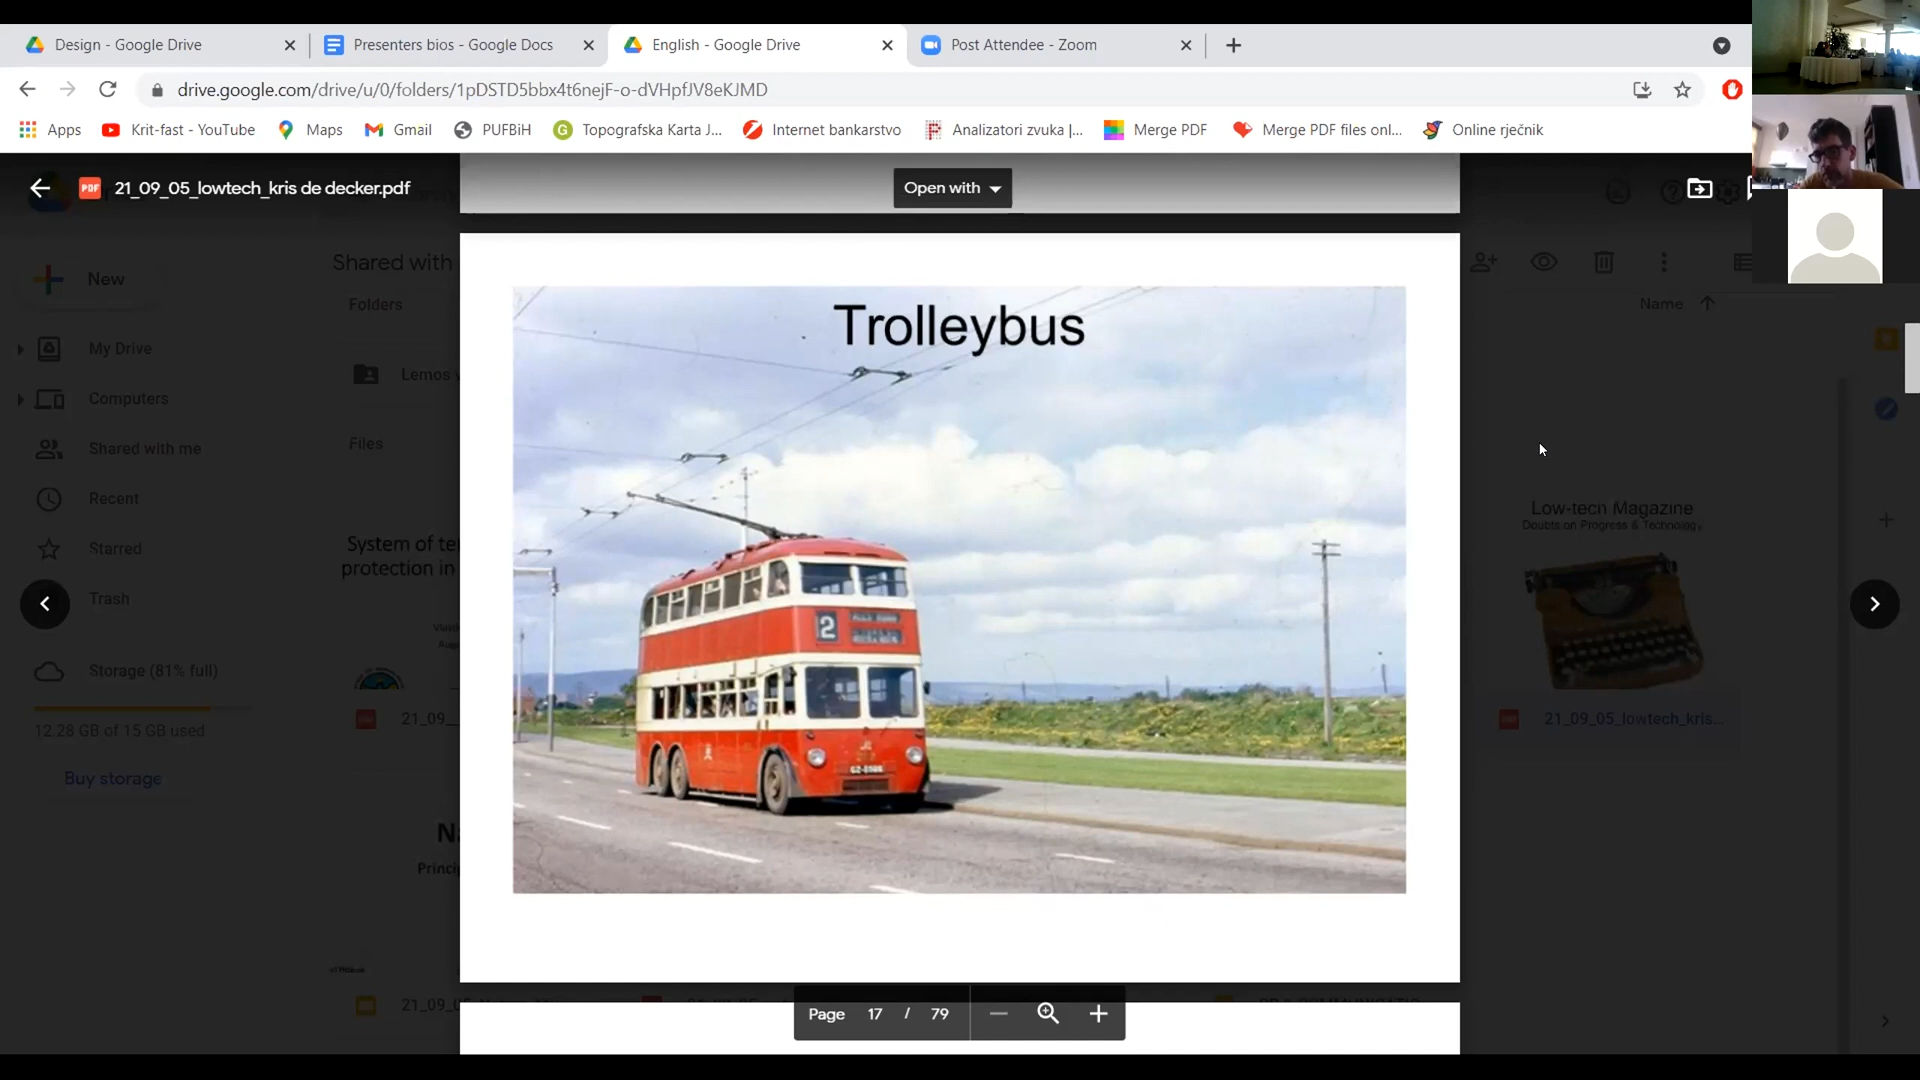 Design - Google Drive
Presenters bios - Google Docs
English - Google Drive
Post Attendee - Zoom
drive.google.com/drive/u/0/folders/1pDSTD5bbx4t6nejF-o-dVHpfJV8eKJMD
Apps
Krit-fast - YouTube
Maps
Gmail
PUFBiH
Topografska Karta J...
Internet bankarstvo
Analizatori zvuka |...
Merge PDF
Merge PDF files onl...
Online rječnik
PDF
21_09_05_lowtech_kris de decker.pdf
Open with
New
Shared with
Folders
Name
My Drive
Computers
Shared with me
Files
Recent
Starred
System of
protection in
Trash
Storage (81% full)
12.28 GB of 15 GB used
Buy storage
Princi
Trolleybus
2
Low-tech Magazine
Doubts on Progress & Technology
21_09_05_lowtech_kris...
Page 17 / 79